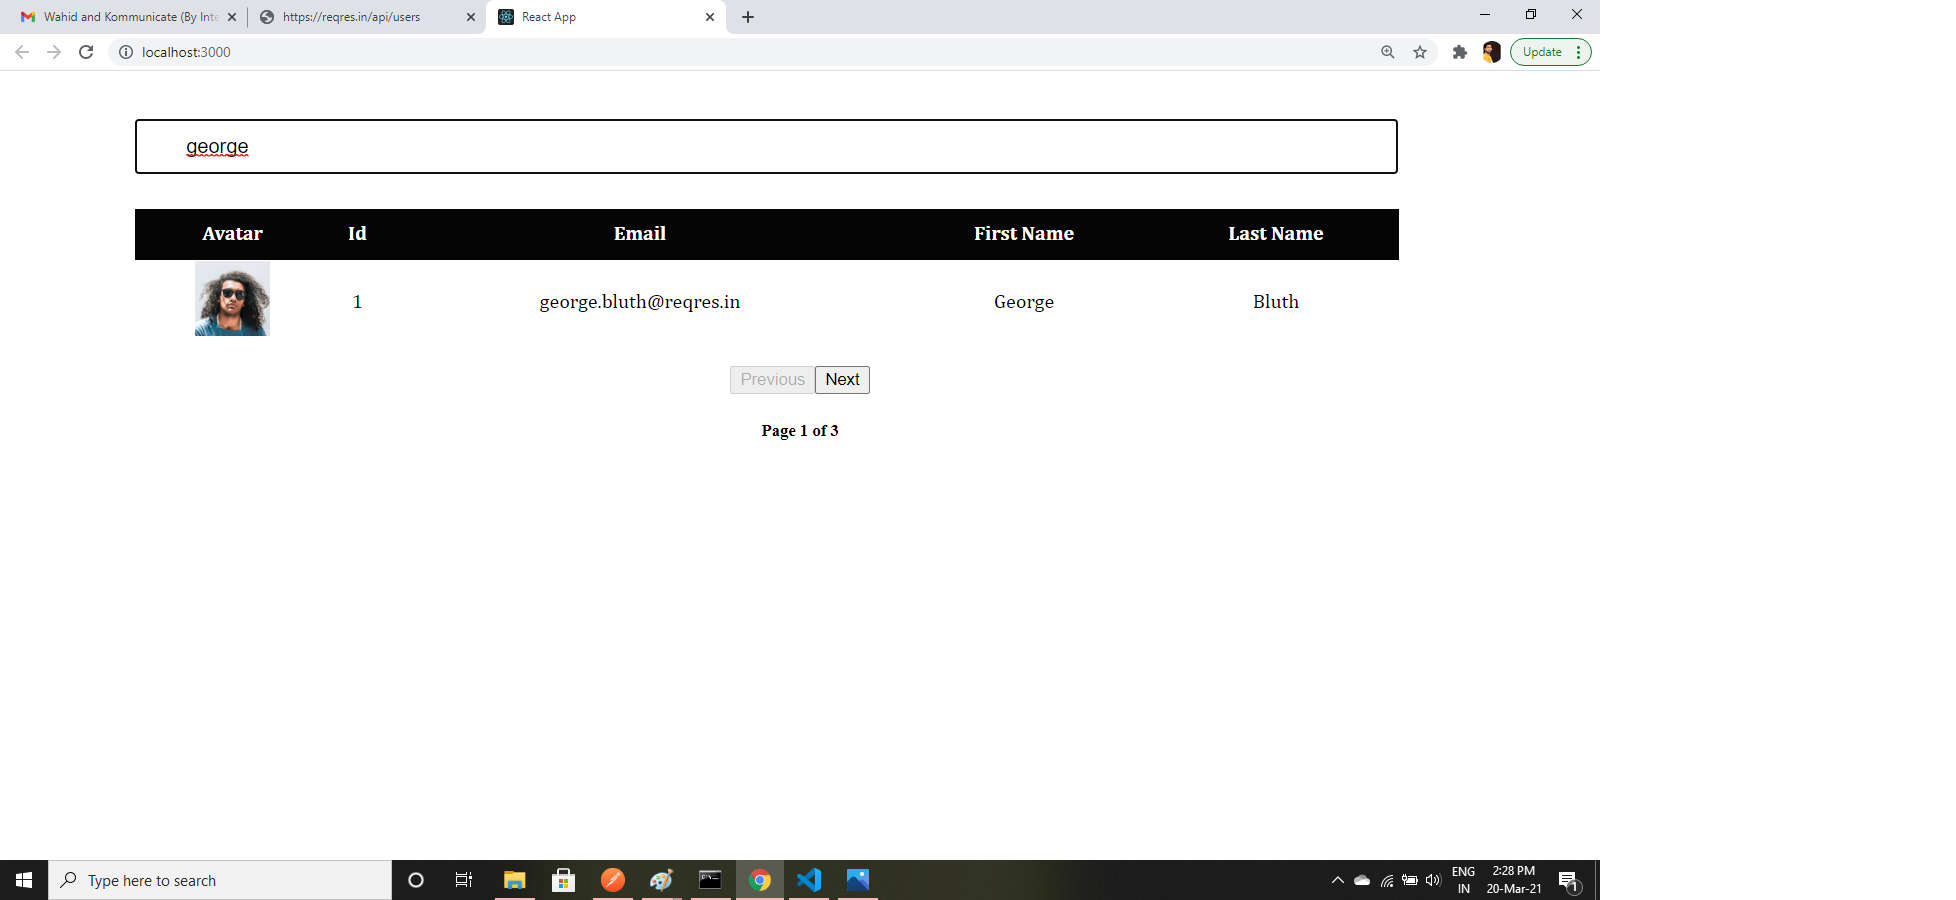 Wahid and Kommunicate (By Inte
https://reqres.in/api/users
React App
localhost:3000
Update
george
Avatar Id Email First Name Last Name
1 george.bluth@reqres.in George Bluth
Previous Next
Page 1 of 3
Type here to search
ENG
IN
2:28 PM
20-Mar-21
1